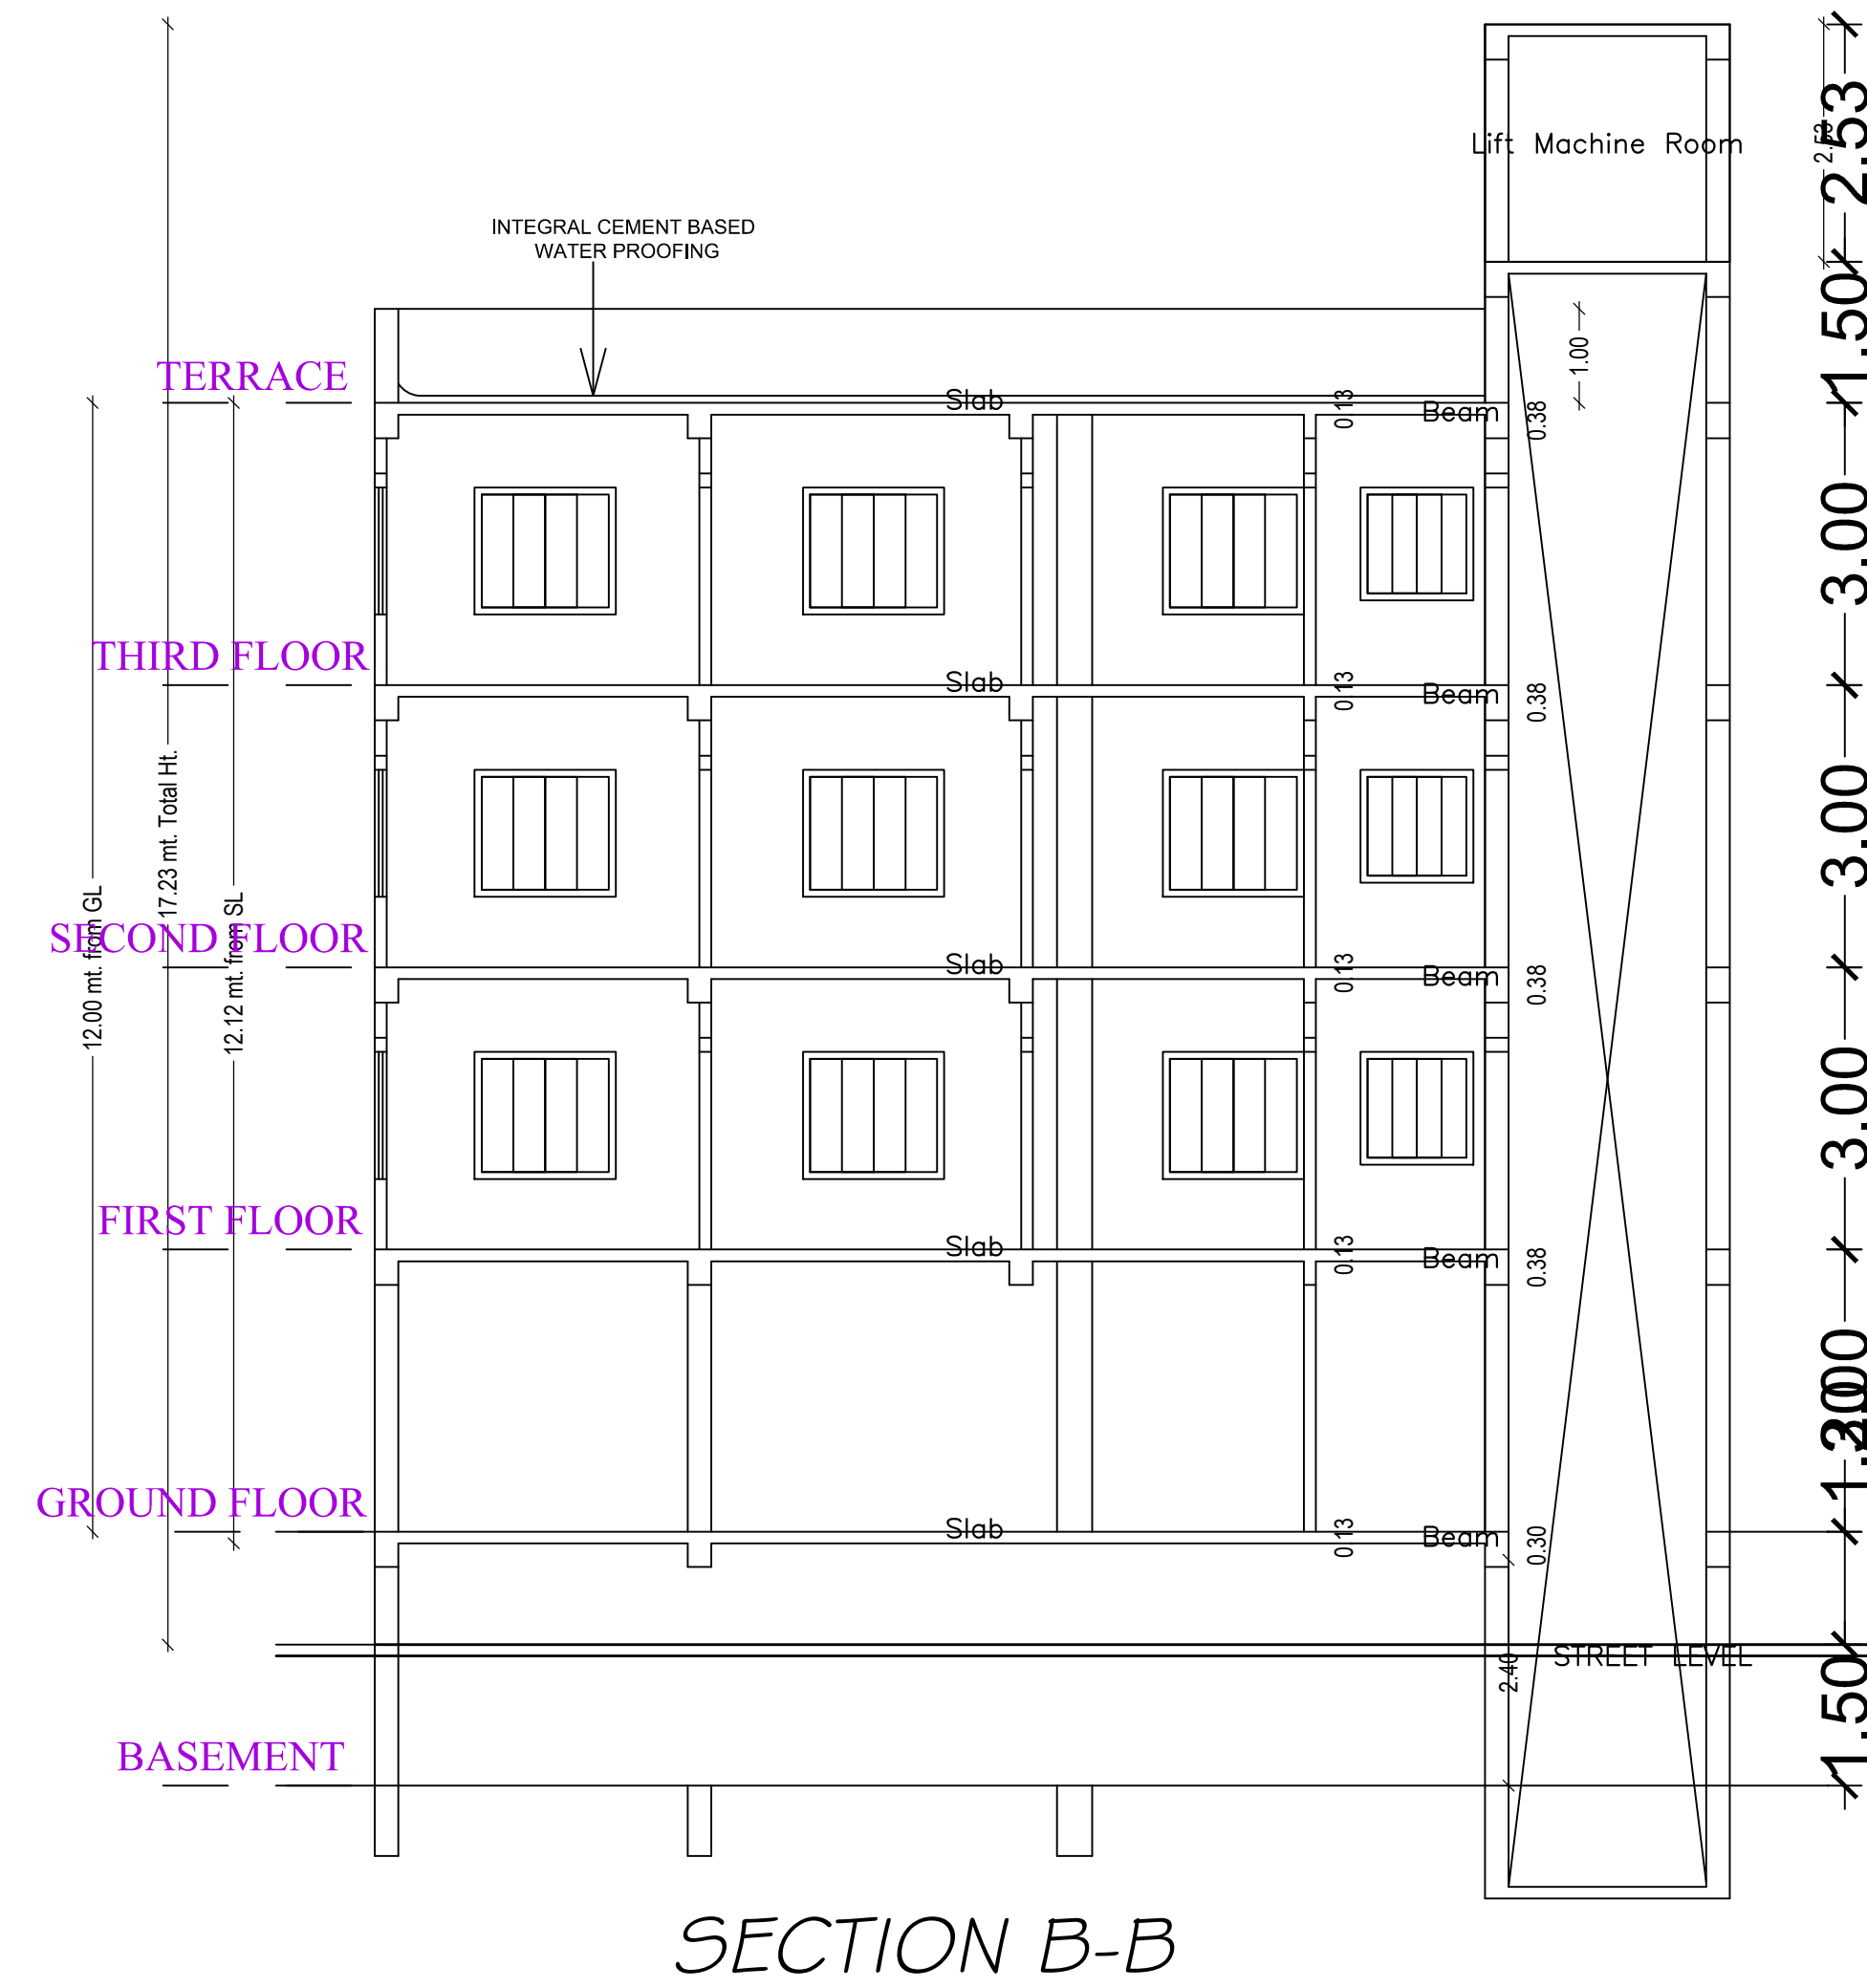 2.53
2.53
Lift Machine Room
INTEGRAL CEMENT BASED
WATER PROOFING
1.50
1.00
TERRACE
Slab
0.13
Beam
0.38
3.00
THIRD FLOOR
Slab
0.13
Beam
0.38
17.23 mt. Total Ht.
3.00
12.00 mt. from GL
12.12 mt. from SL
SECOND FLOOR
Slab
0.13
Beam
0.38
3.00
FIRST FLOOR
Slab
0.13
Beam
0.38
3.00
GROUND FLOOR
Slab
0.13
Beam
0.30
STREET LEVEL
2.40
1.50
BASEMENT
SECTION B-B